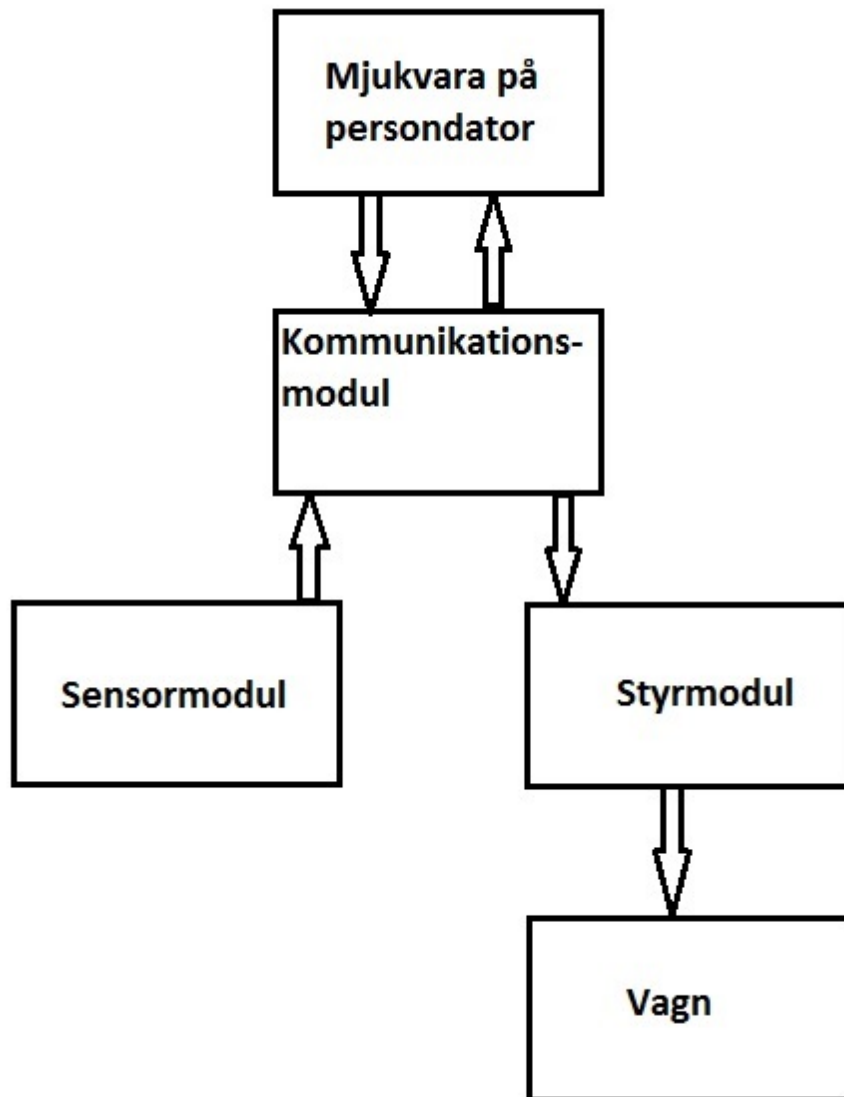 Mjukvara på
persondator
Kommunikations-
modul
Sensormodul
Styrmodul
Vagn